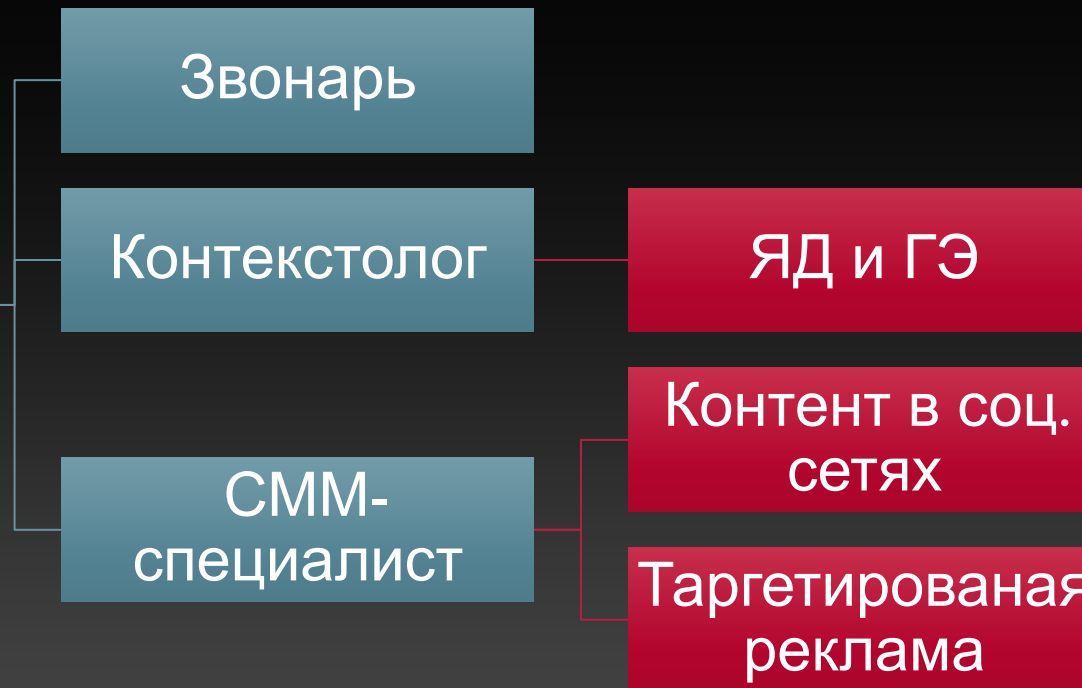 Звонарь
Контекстолог
ЯД и ГЭ
Контент в соц.
сетях
СММ-
специалист
Таргетированая
реклама